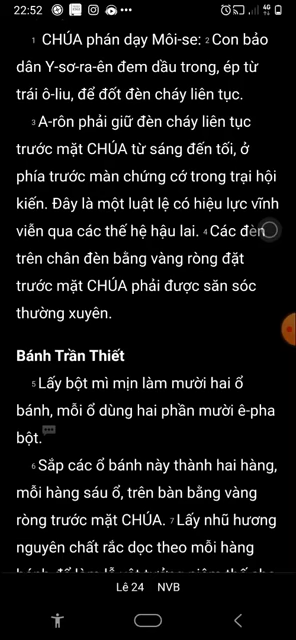 22:52
4G
1 CHÚA phán dạy Môi-se: 2 Con bảo
dân Y-sơ-ra-ên đem dầu trong, ép từ
trái ô-liu, để đốt đèn cháy liên tục.
3 A-rôn phải giữ đèn cháy liên tục
trước mặt CHÚA từ sáng đến tối, ở
phía trước màn chứng cớ trong trại hội
kiến. Đây là một luật lệ có hiệu lực vĩnh
viễn qua các thế hệ hậu lai. 4 Các đèn
trên chân đèn bằng vàng ròng đặt
trước mặt CHÚA phải được săn sóc
thường xuyên.
Bánh Trần Thiết
5 Lấy bột mì mịn làm mười hai ổ
bánh, mỗi ổ dùng hai phần mười ê-pha
bột.
6 Sắp các ổ bánh này thành hai hàng,
mỗi hàng sáu ổ, trên bàn bằng vàng
ròng trước mặt CHÚA. 7 Lấy nhũ hương
nguyên chất rắc dọc theo mỗi hàng
Lê 24 NVB